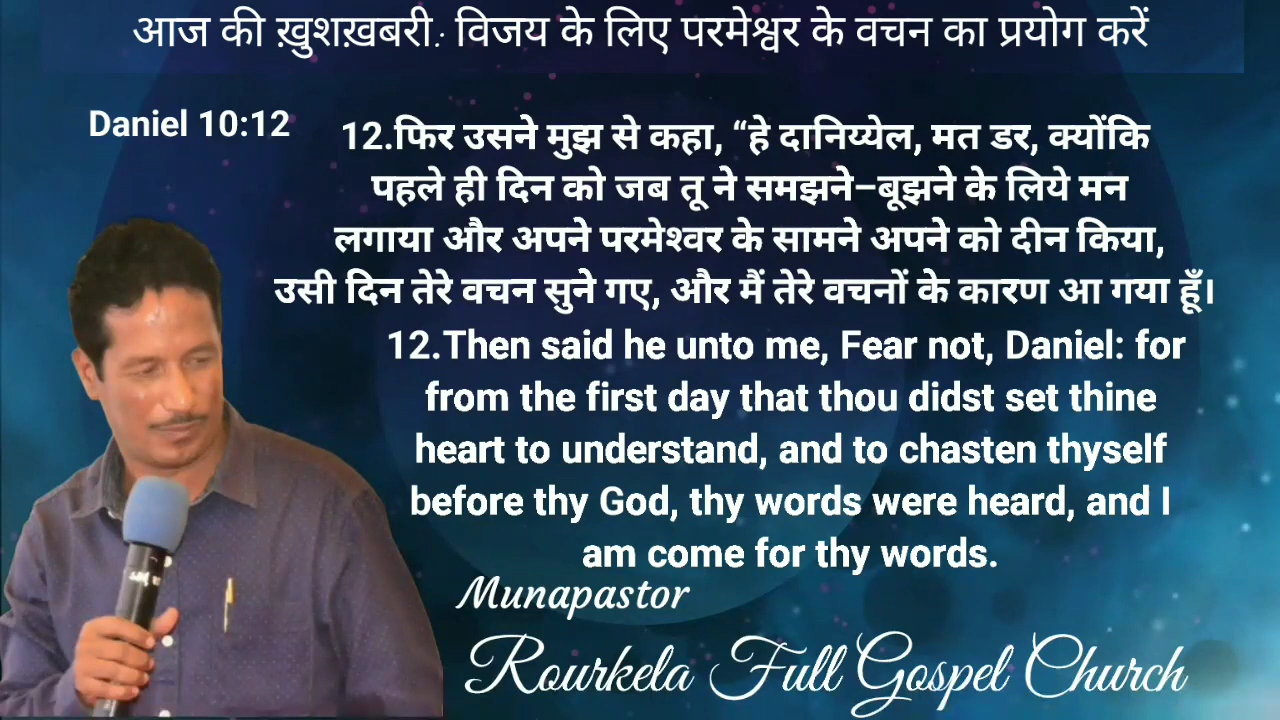 आज की ख़ुशख़बरी: विजय के लिए परमेश्वर के वचन का प्रयोग करें
Daniel 10:12
12.फिर उसने मुझ से कहा, “हे दानिय्येल, मत डर, क्योंकि
पहले ही दिन को जब तू ने समझने–बूझने के लिये मन
लगाया और अपने परमेश्‍वर के सामने अपने को दीन किया,
उसी दिन तेरे वचन सुने गए, और मैं तेरे वचनों के कारण आ गया हूँ।
12.Then said he unto me, Fear not, Daniel: for
from the first day that thou didst set thine
heart to understand, and to chasten thyself
before thy God, thy words were heard, and I
am come for thy words.
Munapastor
Rourkela Full Gospel Church